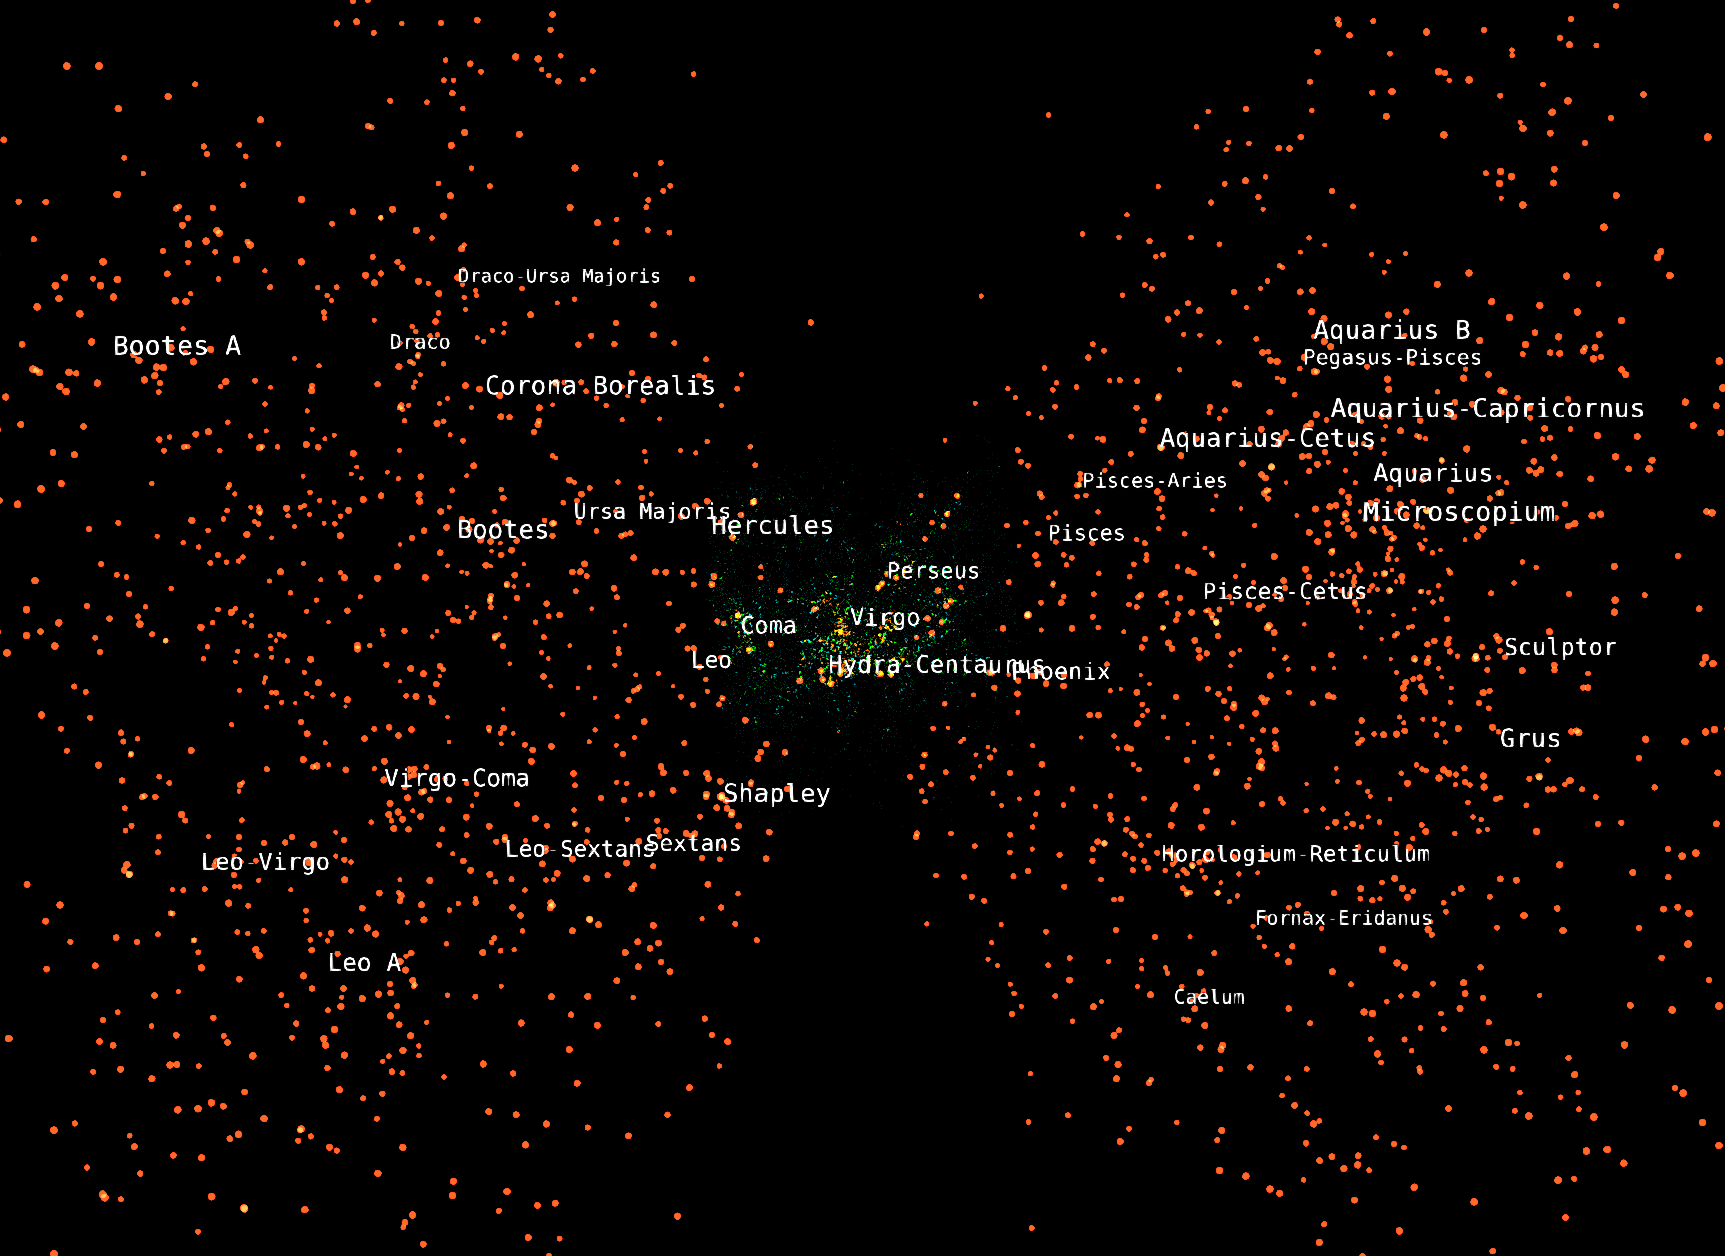 Draco-Ursa Majoris
Aquarius B
Bootes A
Draco
Pegasus-Pisces
Corona Borealis
Aquarius-Capricornus
Aquarius-Cetus
Aquarius
Pisces-Aries
Ursa Majoris
Microscopium
Hercules
Bootes
Pisces
Perseus
Pisces-Cetus
Virgo
Coma
Sculptor
Leo
Hydra-Centaurus
Phoenix
Grus
Virgo-Coma
Shapley
Sextans
Leo-Sextans
Horologium-Reticulum
Leo-Virgo
Fornax-Eridanus
Leo A
Caelum